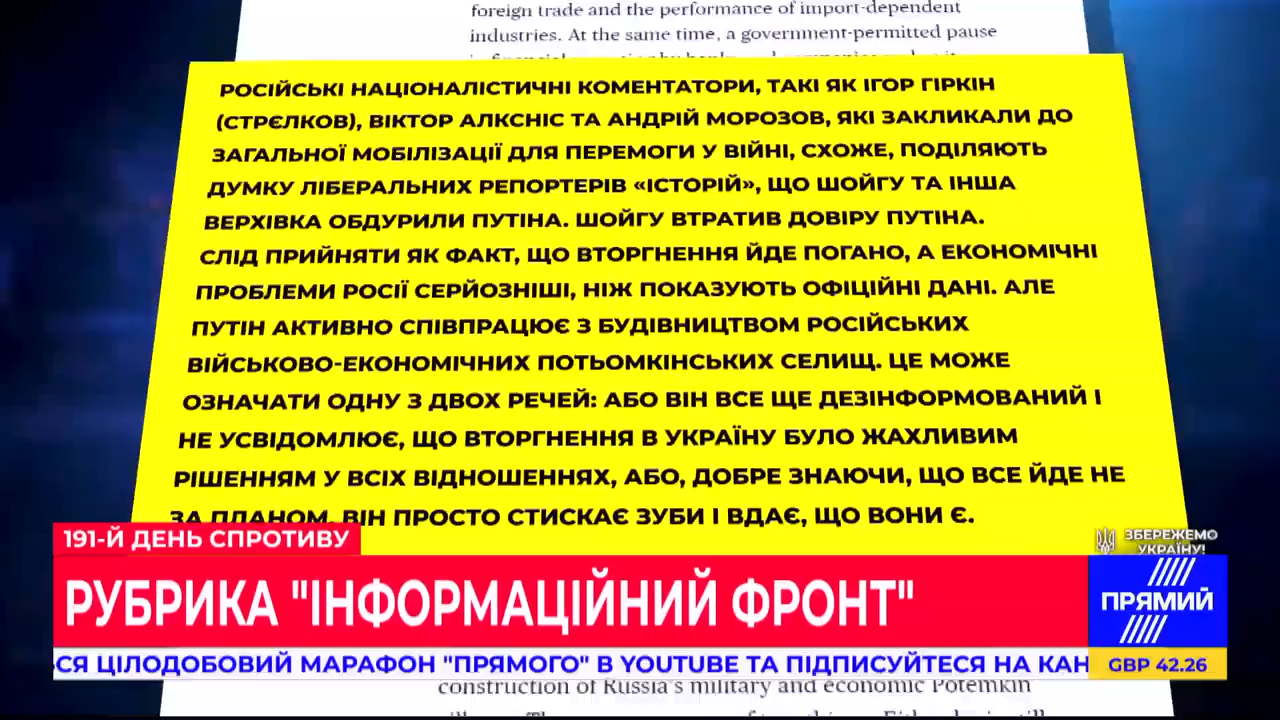 foreign trade and the performance of import-dependent
industries. At the same time, a government-permitted pause
РОСІЙСЬКІ НАЦІОНАЛІСТИЧНІ КОМЕНТАТОРИ, ТАКІ ЯК ІГОР ГІРКІН
(СТРЄЛКОВ), ВІКТОР АЛКСНІС ТА АНДРІЙ МОРОЗОВ, ЯКІ ЗАКЛИКАЛИ ДО
ЗАГАЛЬНОЇ МОБІЛІЗАЦІЇ ДЛЯ ПЕРЕМОГИ У ВІЙНІ, СХОЖЕ, ПОДІЛЯЮТЬ
ДУМКУ ЛІБЕРАЛЬНИХ РЕПОРТЕРІВ «ІСТОРІЙ», ЩО ШОЙГУ ТА ІНША
ВЕРХІВКА ОБДУРИЛИ ПУТІНА. ШОЙГУ ВТРАТИВ ДОВІРУ ПУТІНА.
СЛІД ПРИЙНЯТИ ЯК ФАКТ, ЩО ВТОРГНЕННЯ ЙДЕ ПОГАНО, А ЕКОНОМІЧНІ
ПРОБЛЕМИ РОСІЇ СЕРЙОЗНІШІ, НІЖ ПОКАЗУЮТЬ ОФІЦІЙНІ ДАНІ. АЛЕ
ПУТІН АКТИВНО СПІВПРАЦЮЄ З БУДІВНИЦТВОМ РОСІЙСЬКИХ
ВІЙСЬКОВО-ЕКОНОМІЧНИХ ПОТЬОМКІНСЬКИХ СЕЛИЩ. ЦЕ МОЖЕ
ОЗНАЧАТИ ОДНУ З ДВОХ РЕЧЕЙ: АБО ВІН ВСЕ ЩЕ ДЕЗІНФОРМОВАНИЙ І
НЕ УСВІДОМЛЮЄ, ЩО ВТОРГНЕННЯ В УКРАЇНУ БУЛО ЖАХЛИВИМ
РІШЕННЯМ У ВСІХ ВІДНОШЕННЯХ, АБО, ДОБРЕ ЗНАЮЧИ, ЩО ВСЕ ЙДЕ НЕ
ЗА ПЛАНОМ, ВІН ПРОСТО СТИСКАЄ ЗУБИ І ВДАЄ, ЩО ВОНИ Є.
191-Й ДЕНЬ СПРОТИВУ
ЗБЕРЕЖЕМО
УКРАЇНУ!
РУБРИКА "ІНФОРМАЦІЙНИЙ ФРОНТ"
ПРЯМИЙ
ЬСЯ ЦІЛОДОБОВИЙ МАРАФОН "ПРЯМОГО" В YOUTUBE ТА ПІДПИСУЙТЕСЯ НА КАН
GBP 42.26
construction of Russia's military and economic Potemkin